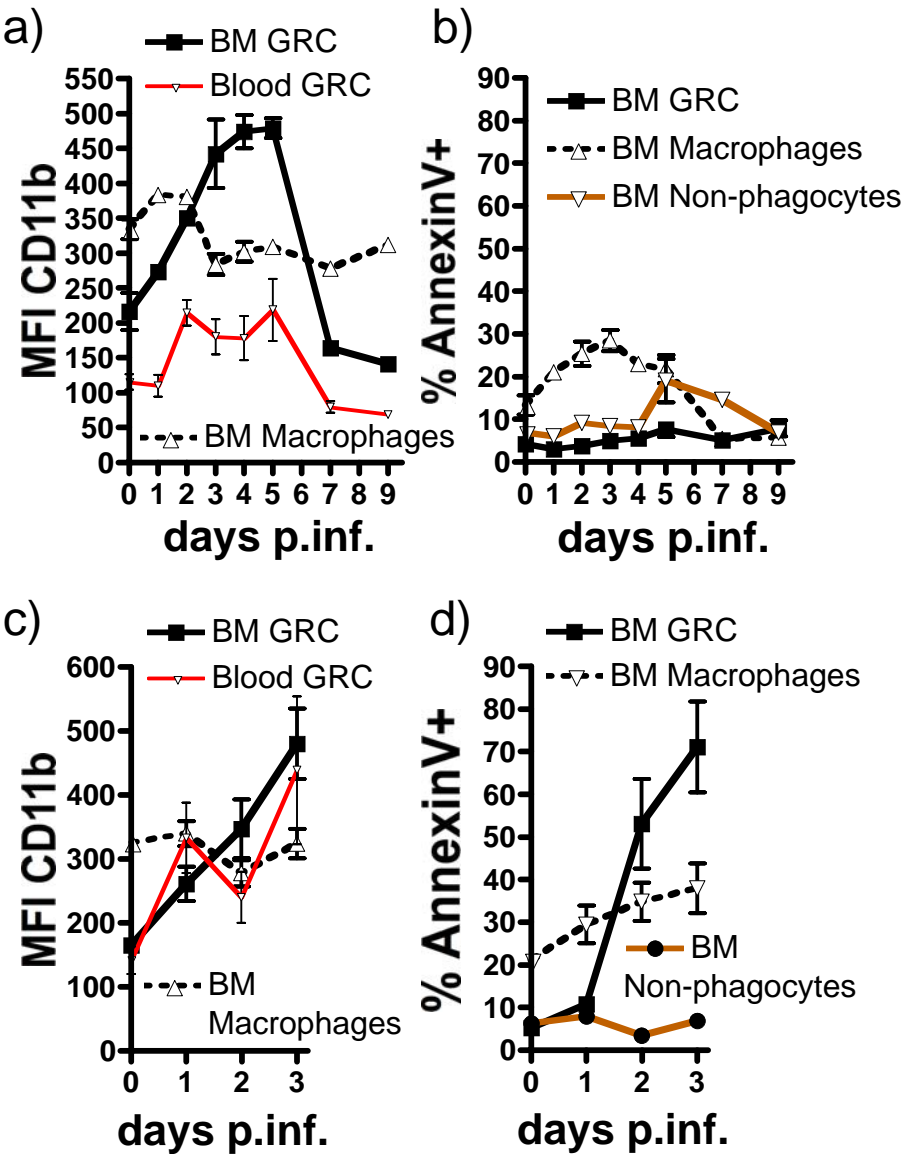 a)
BM GRC
Blood GRC
MFI CD11b
550
500
450
400
350
300
250
200
150
100
50
0
BM Macrophages
0 1 2 3 4 5 7 9
days p.inf.
b)
BM GRC
BM Macrophages
BM Non-phagocytes
% AnnexinV+
90
80
70
60
50
40
30
20
10
0
0 1 2 3 4 5 6 7 8 9
days p.inf.
c)
BM GRC
Blood GRC
MFI CD11b
600
500
400
300
200
100
0
BM
Macrophages
0 1 2 3
days p.inf.
d)
BM GRC
BM Macrophages
% AnnexinV+
90
80
70
60
50
40
30
20
10
0
BM
Non-phagocytes
0 1 2 3
days p.inf.